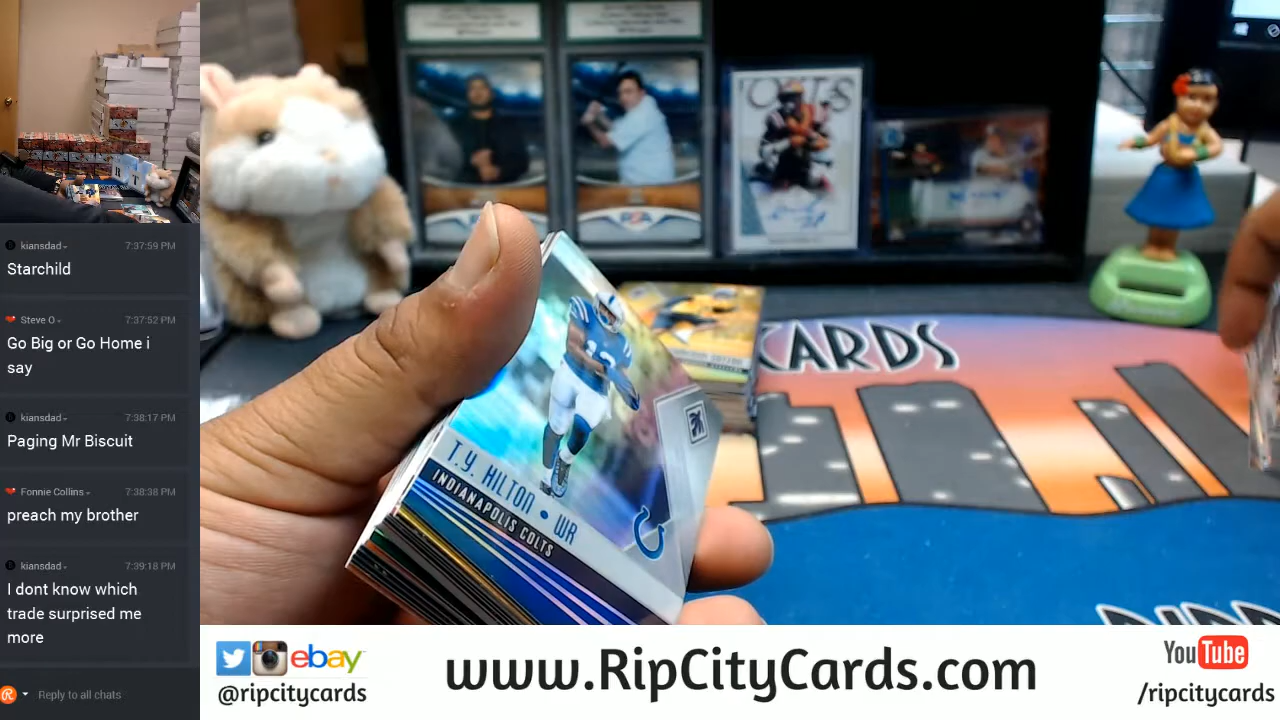 kiansdad 7:37:59 PM
Starchild
Steve O 7:37:52 PM
Go Big or Go Home i
say
kiansdad 7:38:17 PM
Paging Mr Biscuit
Fonnie Collins 7:38:38 PM
preach my brother
kiansdad 7:39:18 PM
I dont know which
trade surprised me
more
Reply to all chats
CARDS
T.Y. HILTON • WR
INDIANAPOLIS COLTS
ebay
@ripcitycards
www.RipCityCards.com
YouTube
/ripcitycards